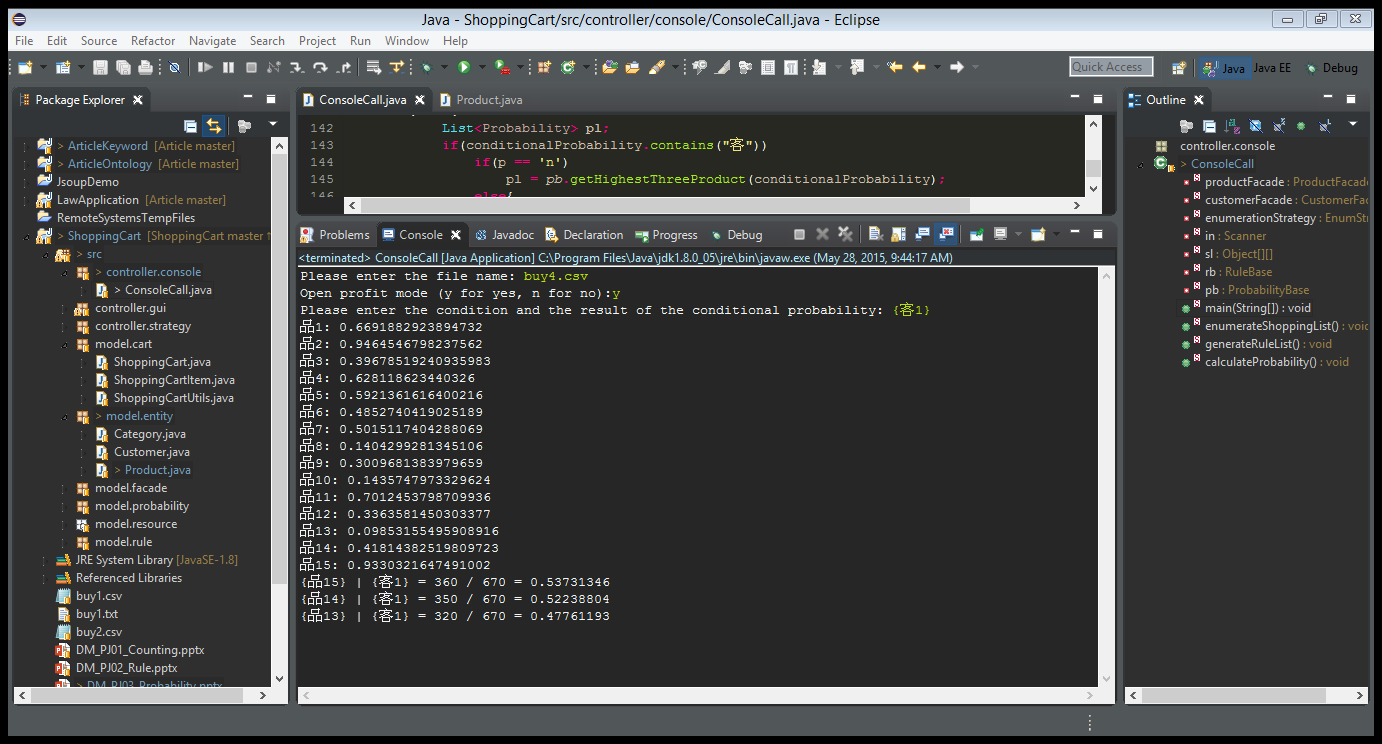 Java - ShoppingCart/src/controller/console/ConsoleCall.java - Eclipse
File Edit Source Refactor Navigate Search Project Run Window Help
Quick Access
Java
Java EE
Debug
Package Explorer
> ArticleKeyword [Article master]
> ArticleOntology [Article master]
JsoupDemo
LawApplication [Article master]
RemoteSystemsTempFiles
> ShoppingCart [ShoppingCart master ↑
> src
> controller.console
> ConsoleCall.java
controller.gui
controller.strategy
model.cart
ShoppingCart.java
ShoppingCartItem.java
ShoppingCartUtils.java
> model.entity
Category.java
Customer.java
> Product.java
model.facade
model.probability
model.resource
model.rule
JRE System Library [JavaSE-1.8]
Referenced Libraries
buy1.csv
buy1.txt
buy2.csv
DM_PJ01_Counting.pptx
DM_PJ02_Rule.pptx
> DM_PJ03_Probability.pptx
ConsoleCall.java
Product.java
142 List<Probability> pl;
143 if(conditionalProbability.contains("客"))
144 if(p == 'n')
145 pl = pb.getHighestThreeProduct(conditionalProbability);
146 else{
Problems Console Javadoc Declaration Progress Debug
<terminated> ConsoleCall [Java Application] C:\Program Files\Java\jdk1.8.0_05\jre\bin\javaw.exe (May 28, 2015, 9:44:17 AM)
Please enter the file name: buy4.csv
Open profit mode (y for yes, n for no):y
Please enter the condition and the result of the conditional probability: {客1}
品1: 0.6691882923894732
品2: 0.9464546798237562
品3: 0.39678519240935983
品4: 0.628118623440326
品5: 0.5921361616400216
品6: 0.4852740419025189
品7: 0.5015117404288069
品8: 0.1404299281345106
品9: 0.3009681383979659
品10: 0.1435747973329624
品11: 0.7012453798709936
品12: 0.3363581450303377
品13: 0.09853155495908916
品14: 0.41814382519809723
品15: 0.9330321647491002
{品15} | {客1} = 360 / 670 = 0.53731346
{品14} | {客1} = 350 / 670 = 0.52238804
{品13} | {客1} = 320 / 670 = 0.47761193
Outline
controller.console
> ConsoleCall
productFacade : ProductFacade
customerFacade : CustomerFac
enumerationStrategy : EnumStr
in : Scanner
sl : Object[][]
rb : RuleBase
pb : ProbabilityBase
main(String[]) : void
enumerateShoppingList() : void
generateRuleList() : void
calculateProbability() : void